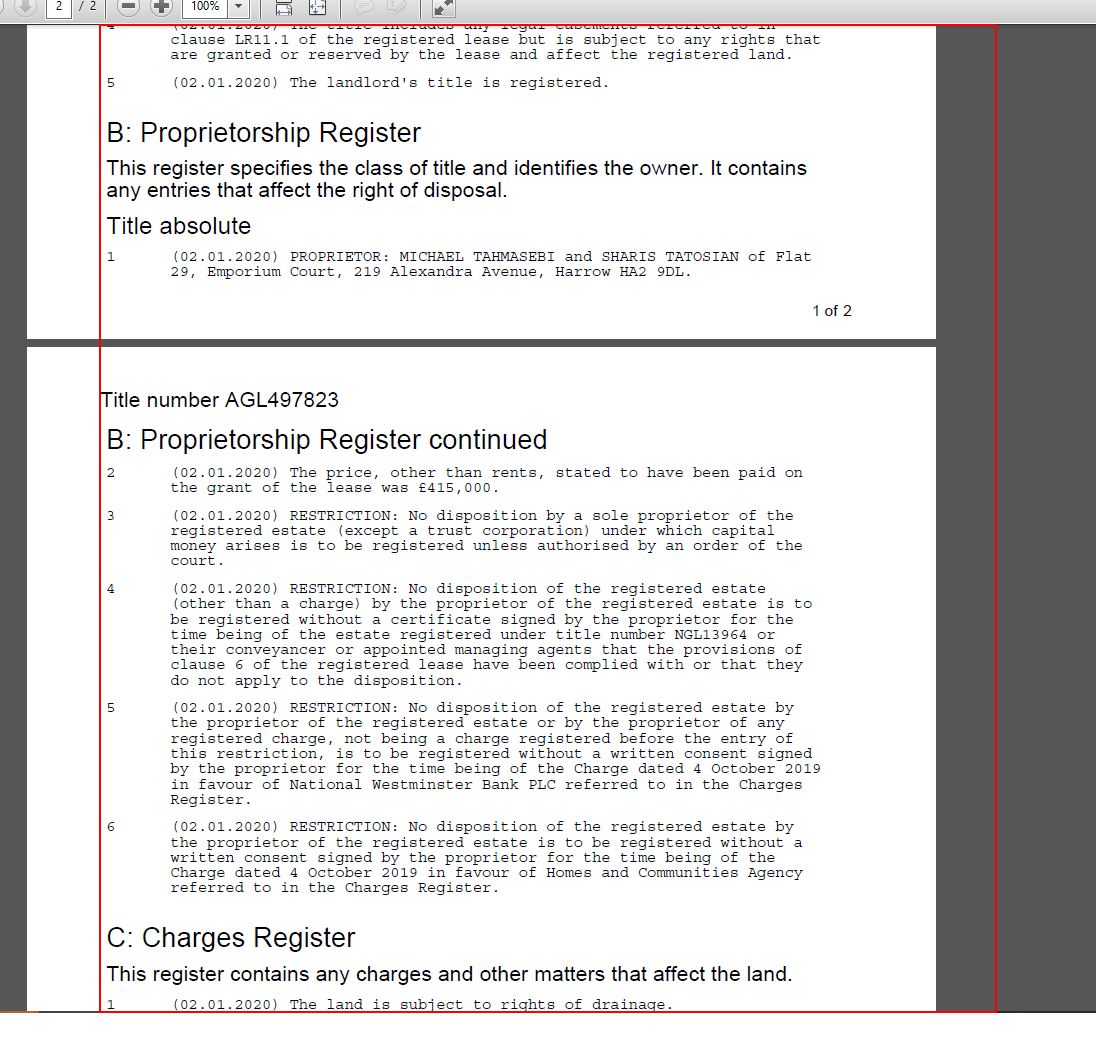 2 / 2 100%
4 (02.01.2020) The title includes any legal easements referred to in
clause LR11.1 of the registered lease but is subject to any rights that
are granted or reserved by the lease and affect the registered land.
5 (02.01.2020) The landlord's title is registered.
B: Proprietorship Register
This register specifies the class of title and identifies the owner. It contains
any entries that affect the right of disposal.
Title absolute
1 (02.01.2020) PROPRIETOR: MICHAEL TAHMASEBI and SHARIS TATOSIAN of Flat
29, Emporium Court, 219 Alexandra Avenue, Harrow HA2 9DL.
1 of 2
Title number AGL497823
B: Proprietorship Register continued
2 (02.01.2020) The price, other than rents, stated to have been paid on
the grant of the lease was £415,000.
3 (02.01.2020) RESTRICTION: No disposition by a sole proprietor of the
registered estate (except a trust corporation) under which capital
money arises is to be registered unless authorised by an order of the
court.
4 (02.01.2020) RESTRICTION: No disposition of the registered estate
(other than a charge) by the proprietor of the registered estate is to
be registered without a certificate signed by the proprietor for the
time being of the estate registered under title number NGL13964 or
their conveyancer or appointed managing agents that the provisions of
clause 6 of the registered lease have been complied with or that they
do not apply to the disposition.
5 (02.01.2020) RESTRICTION: No disposition of the registered estate by
the proprietor of the registered estate or by the proprietor of any
registered charge, not being a charge registered before the entry of
this restriction, is to be registered without a written consent signed
by the proprietor for the time being of the Charge dated 4 October 2019
in favour of National Westminster Bank PLC referred to in the Charges
Register.
6 (02.01.2020) RESTRICTION: No disposition of the registered estate by
the proprietor of the registered estate is to be registered without a
written consent signed by the proprietor for the time being of the
Charge dated 4 October 2019 in favour of Homes and Communities Agency
referred to in the Charges Register.
C: Charges Register
This register contains any charges and other matters that affect the land.
1 (02.01.2020) The land is subject to rights of drainage.